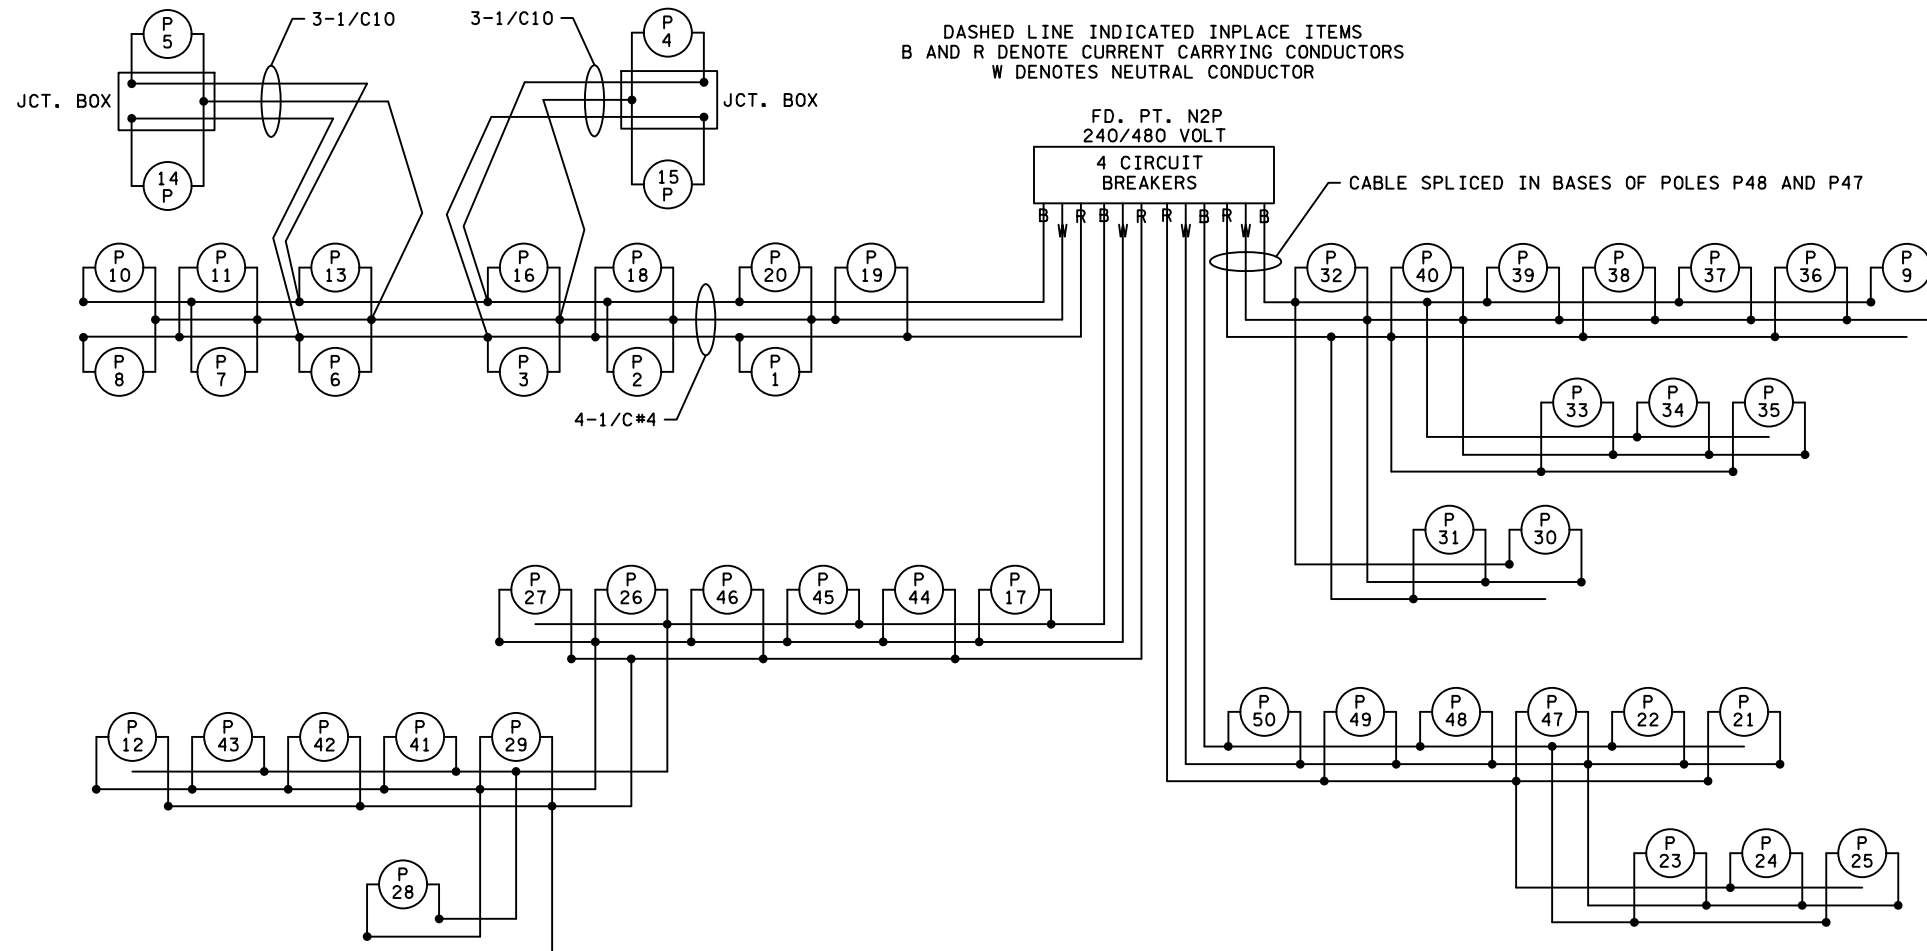 P
5
3-1/C10
3-1/C10
P
4
DASHED LINE INDICATED INPLACE ITEMS
B AND R DENOTE CURRENT CARRYING CONDUCTORS
W DENOTES NEUTRAL CONDUCTOR
JCT. BOX
JCT. BOX
FD. PT. N2P
240/480 VOLT
4 CIRCUIT
BREAKERS
14
P
15
P
CABLE SPLICED IN BASES OF POLES P48 AND P47
B W R B W R R W B R W B
P
10
P
11
P
13
P
16
P
18
P
20
P
19
P
32
P
40
P
39
P
38
P
37
P
36
P
9
P
8
P
7
P
6
P
3
P
2
P
1
4-1/C#4
P
33
P
34
P
35
P
31
P
30
P
27
P
26
P
46
P
45
P
44
P
17
P
12
P
43
P
42
P
41
P
29
P
50
P
49
P
48
P
47
P
22
P
21
P
28
P
23
P
24
P
25